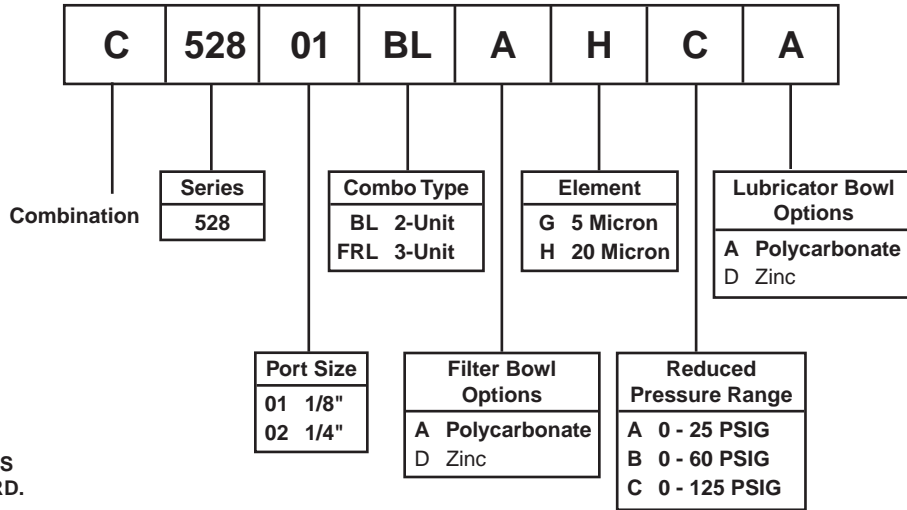 C 528 01 BL A H C A
Combination
Series
528
Combo Type
BL 2-Unit
FRL 3-Unit
Element
G 5 Micron
H 20 Micron
Lubricator Bowl
Options
A Polycarbonate
D Zinc
Port Size
01 1/8"
02 1/4"
Filter Bowl
Options
A Polycarbonate
D Zinc
Reduced
Pressure Range
A 0 - 25 PSIG
B 0 - 60 PSIG
C 0 - 125 PSIG
S
RD.